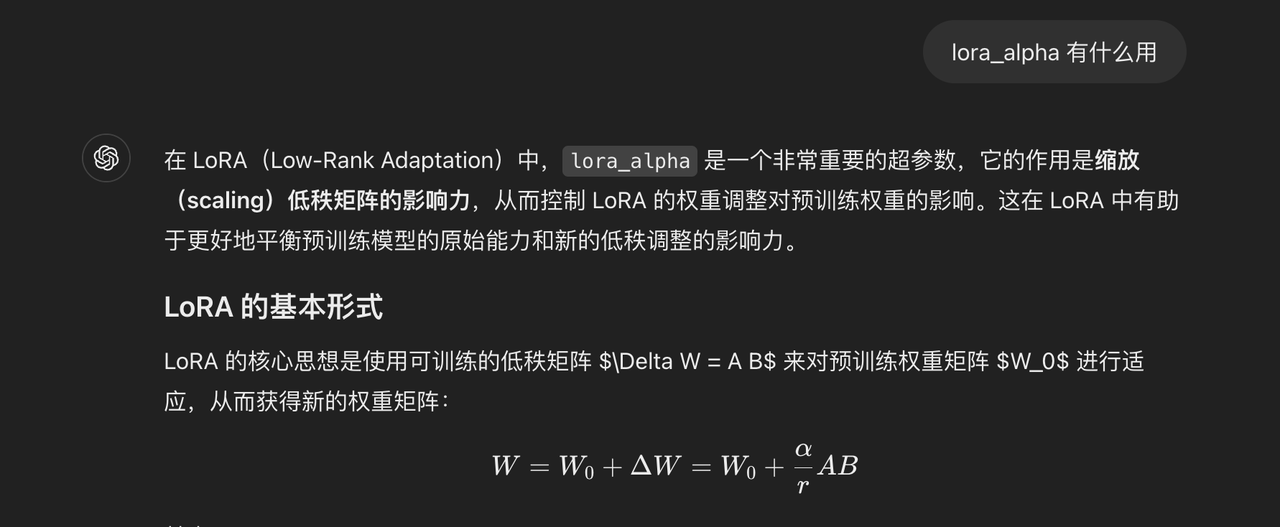 lora_alpha 有什么用
在 LoRA（Low-Rank Adaptation）中，lora_alpha 是一个非常重要的超参数，它的作用是缩放
（scaling）低秩矩阵的影响力，从而控制 LoRA 的权重调整对预训练权重的影响。这在 LoRA 中有助
于更好地平衡预训练模型的原始能力和新的低秩调整的影响力。
LoRA 的基本形式
LoRA 的核心思想是使用可训练的低秩矩阵 $\Delta W = A B$ 来对预训练权重矩阵 $W_0$ 进行适
应，从而获得新的权重矩阵：
W = W₀ + ΔW = W₀ + α/r AB